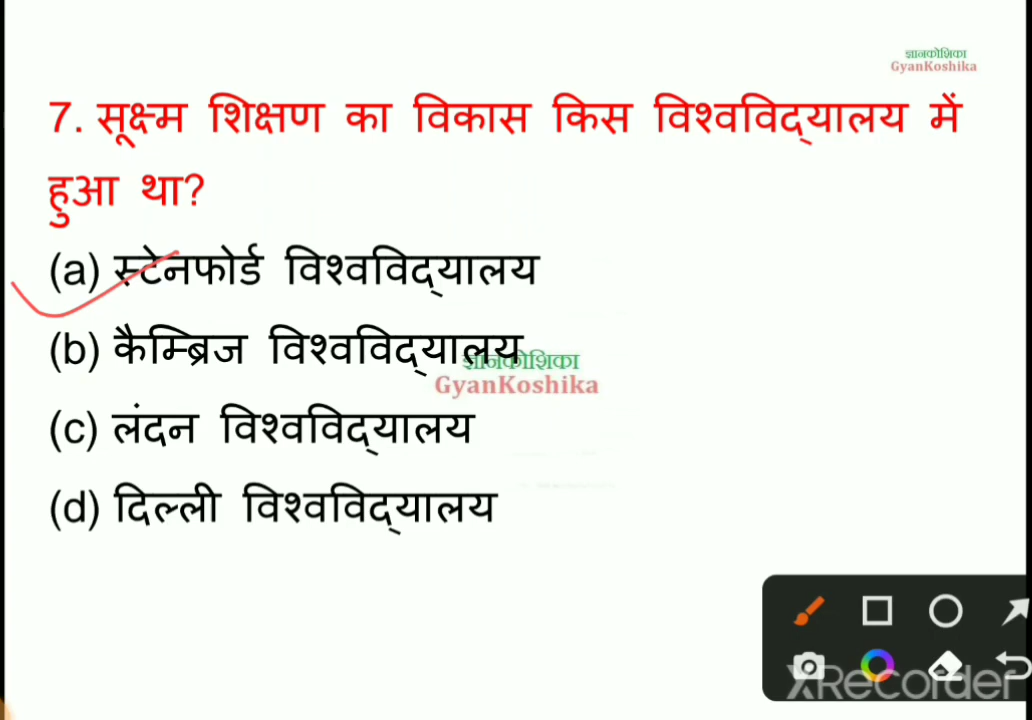 ज्ञानकोशिका
GyanKoshika
7. सूक्ष्म शिक्षण का विकास किस विश्वविद्यालय में
हुआ था?
(a) स्टेनफोर्ड विश्वविद्यालय
(b) कैम्ब्रिज विश्वविद्यालय
ज्ञानकोशिका
GyanKoshika
(c) लंदन विश्वविद्यालय
(d) दिल्ली विश्वविद्यालय
XRecorder